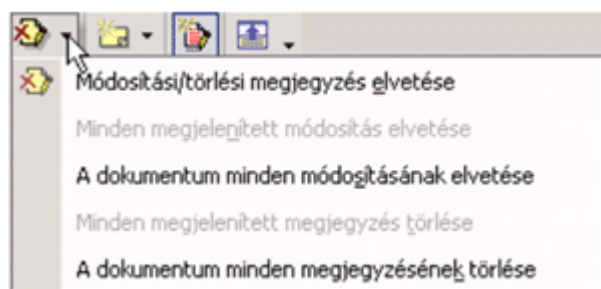 Módosítási/törlési megjegyzés elvetése
Minden megjelenített módosítás elvetése
A dokumentum minden módosításának elvetése
Minden megjelenített megjegyzés törlése
A dokumentum minden megjegyzésének törlése